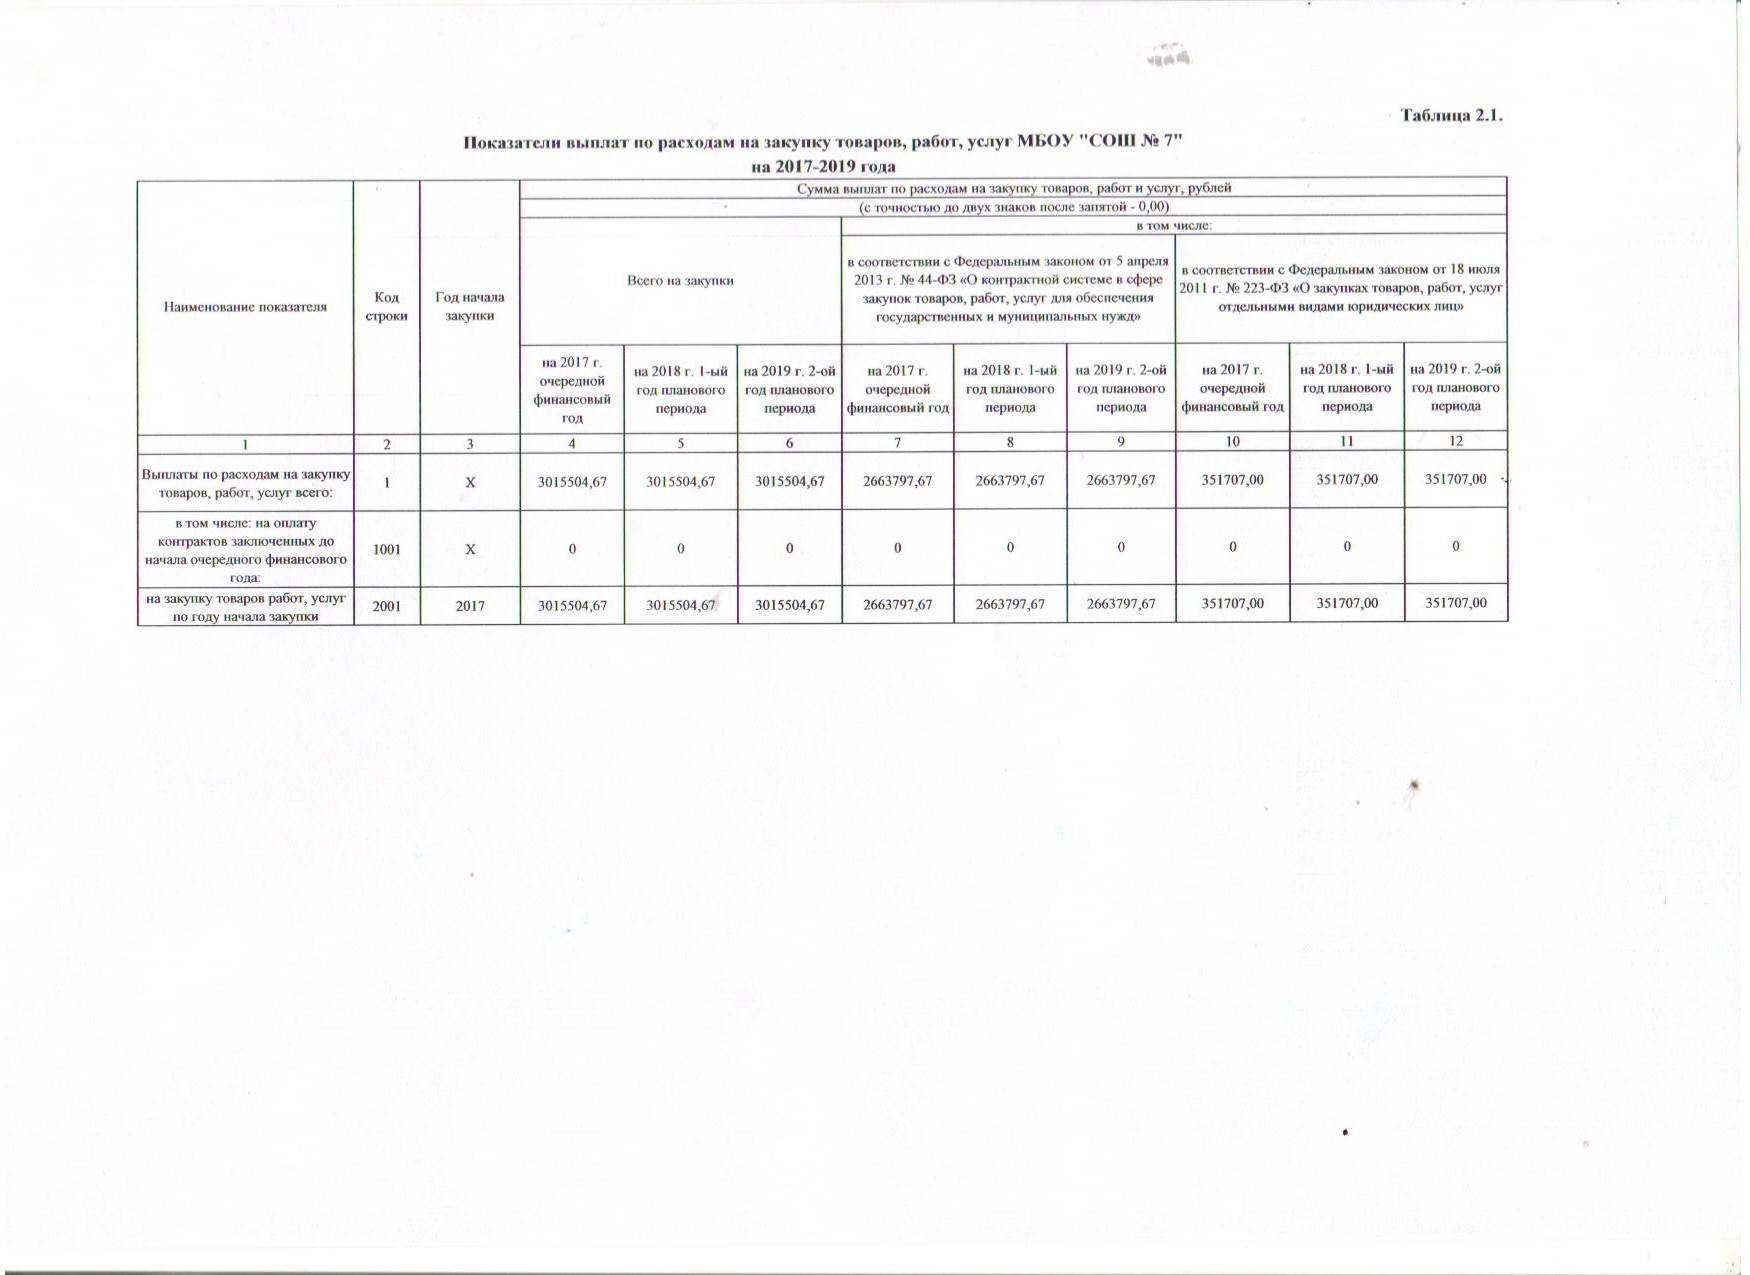 Таблица 2.1.
Показатели выплат по расходам на закупку товаров, работ, услуг МБОУ "СОШ № 7"
на 2017-2019 года
Наименование показателя
Код
строки
Год начала
закупки
Сумма выплат по расходам на закупку товаров, работ и услуг, рублей
(с точностью до двух знаков после запятой - 0,00)
Всего на закупки
в том числе:
в соответствии с Федеральным законом от 5 апреля
2013 г. № 44-ФЗ «О контрактной системе в сфере
закупок товаров, работ, услуг для обеспечения
государственных и муниципальных нужд»
в соответствии с Федеральным законом от 18 июля
2011 г. № 223-ФЗ «О закупках товаров, работ, услуг
отдельными видами юридических лиц»
на 2017 г.
очередной
финансовый
год
на 2018 г. 1-ый
год планового
периода
на 2019 г. 2-ой
год планового
периода
на 2017 г.
очередной
финансовый год
на 2018 г. 1-ый
год планового
периода
на 2019 г. 2-ой
год планового
периода
на 2017 г.
очередной
финансовый год
на 2018 г. 1-ый
год планового
периода
на 2019 г. 2-ой
год планового
периода
1 2 3 4 5 6 7 8 9 10 11 12
Выплаты по расходам на закупку
товаров, работ, услуг всего:
1 X 3015504,67 3015504,67 3015504,67 2663797,67 2663797,67 2663797,67 351707,00 351707,00 351707,00
в том числе: на оплату
контрактов заключенных до
начала очередного финансового
года:
1001 X 0 0 0 0 0 0 0 0 0
на закупку товаров работ, услуг
по году начала закупки
2001 2017 3015504,67 3015504,67 3015504,67 2663797,67 2663797,67 2663797,67 351707,00 351707,00 351707,00